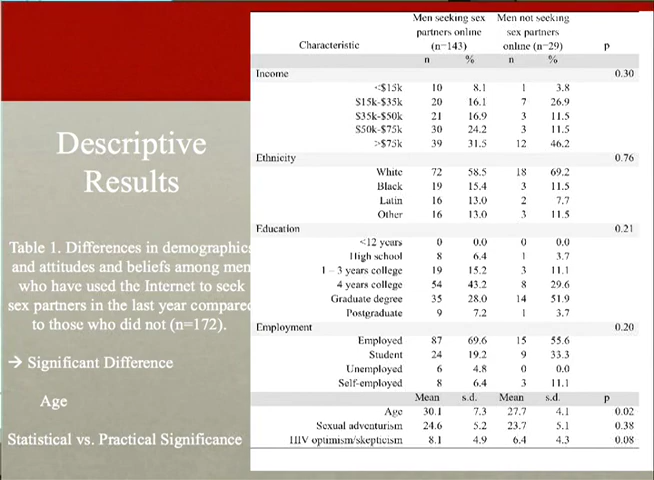 Descriptive
Results
Table 1. Differences in demographics
and attitudes and beliefs among men
who have used the Internet to seek
sex partners in the last year compared
to those who did not (n=172).
→ Significant Difference
Age
Statistical vs. Practical Significance
Men seeking sex Men not seeking
partners online sex partners
Characteristic (n=143) online (n=29) p
n % n %
Income 0.30
<$15k 10 8.1 1 3.8
$15k-$35k 20 16.1 7 26.9
$35k-$50k 21 16.9 3 11.5
$50k-$75k 30 24.2 3 11.5
>$75k 39 31.5 12 46.2
Ethnicity 0.76
White 72 58.5 18 69.2
Black 19 15.4 3 11.5
Latin 16 13.0 2 7.7
Other 16 13.0 3 11.5
Education 0.21
<12 years 0 0.0 0 0.0
High school 8 6.4 1 3.7
1 – 3 years college 19 15.2 3 11.1
4 years college 54 43.2 8 29.6
Graduate degree 35 28.0 14 51.9
Postgraduate 9 7.2 1 3.7
Employment 0.20
Employed 87 69.6 15 55.6
Student 24 19.2 9 33.3
Unemployed 6 4.8 0 0.0
Self-employed 8 6.4 3 11.1
Mean s.d. Mean s.d. p
Age 30.1 7.3 27.7 4.1 0.02
Sexual adventurism 24.6 5.2 23.7 5.1 0.38
HIV optimism/skepticism 8.1 4.9 6.4 4.3 0.08